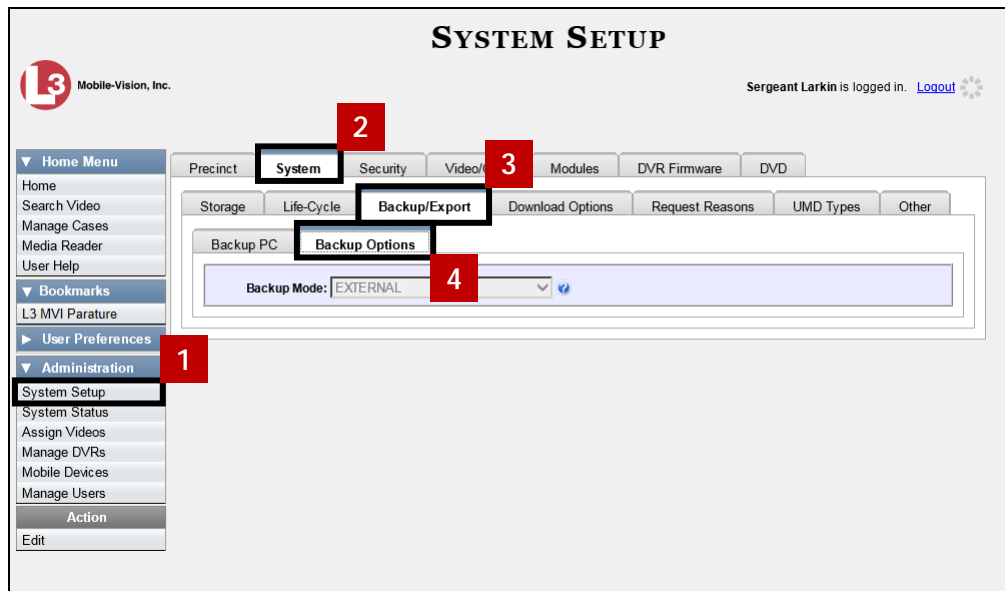 SYSTEM SETUP
L3 Mobile-Vision, Inc.
Sergeant Larkin is logged in. Logout
2
3
▼ Home Menu
Home
Search Video
Manage Cases
Media Reader
User Help
▼ Bookmarks
L3 MVI Parature
► User Preferences
1
▼ Administration
System Setup
System Status
Assign Videos
Manage DVRs
Mobile Devices
Manage Users
Action
Edit
Precinct System Security Video/ Modules DVR Firmware DVD
Storage Life-Cycle Backup/Export Download Options Request Reasons UMD Types Other
Backup PC Backup Options
4
Backup Mode: EXTERNAL